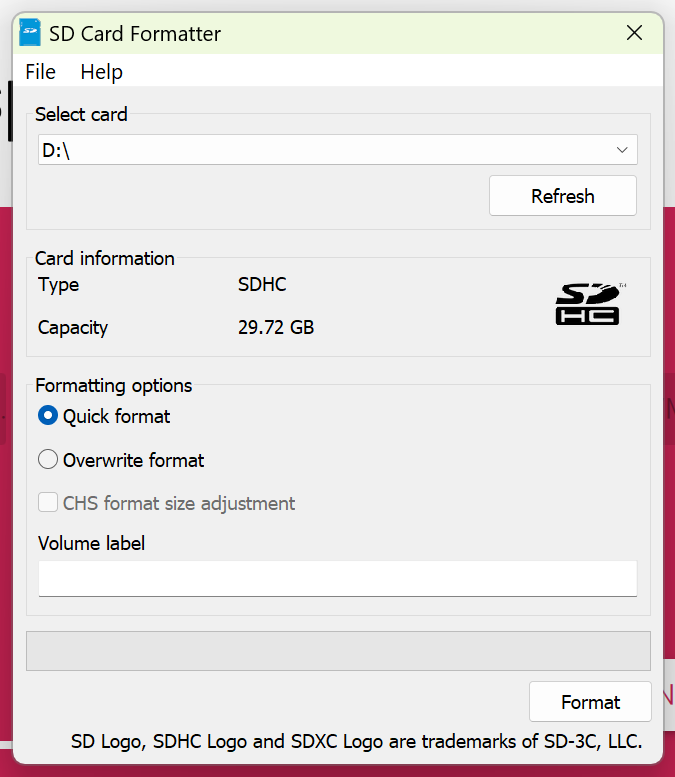 SD Card Formatter
File Help
Select card
D:\
Refresh
Card information
Type SDHC
Capacity 29.72 GB
SD HC TM
Formatting options
Quick format
Overwrite format
CHS format size adjustment
Volume label
Format
SD Logo, SDHC Logo and SDXC Logo are trademarks of SD-3C, LLC.